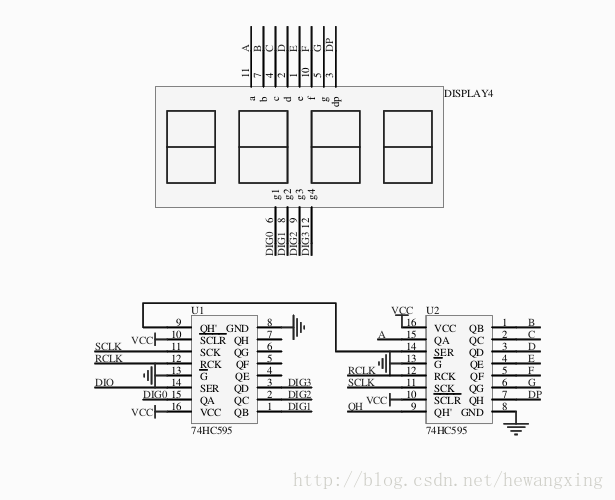 A B C D E F G DP
11 7 4 2 1 10 5 3
a b c d e f g dp
DISPLAY4
g1 g2 g3 g4
6 8 9 12
DIG0 DIG1 DIG2 DIG3
U1
9 QH' GND 8
VCC 10 SCLR QH 7
SCLK 11 SCK QG 6
RCLK 12 RCK QF 5
13 G QE 4
DIO 14 SER QD 3 DIG3
DIG0 15 QA QC 2 DIG2
VCC 16 VCC QB 1 DIG1
74HC595
VCC U2
16 VCC QB 1 B
A 15 QA QC 2 C
14 SER QD 3 D
13 G QE 4 E
RCLK 12 RCK QF 5 F
SCLK 11 SCK QG 6 G
VCC 10 SCLR QH 7 DP
QH 9 QH' GND 8
74HC595
http://blog.csdn.net/hewangxing